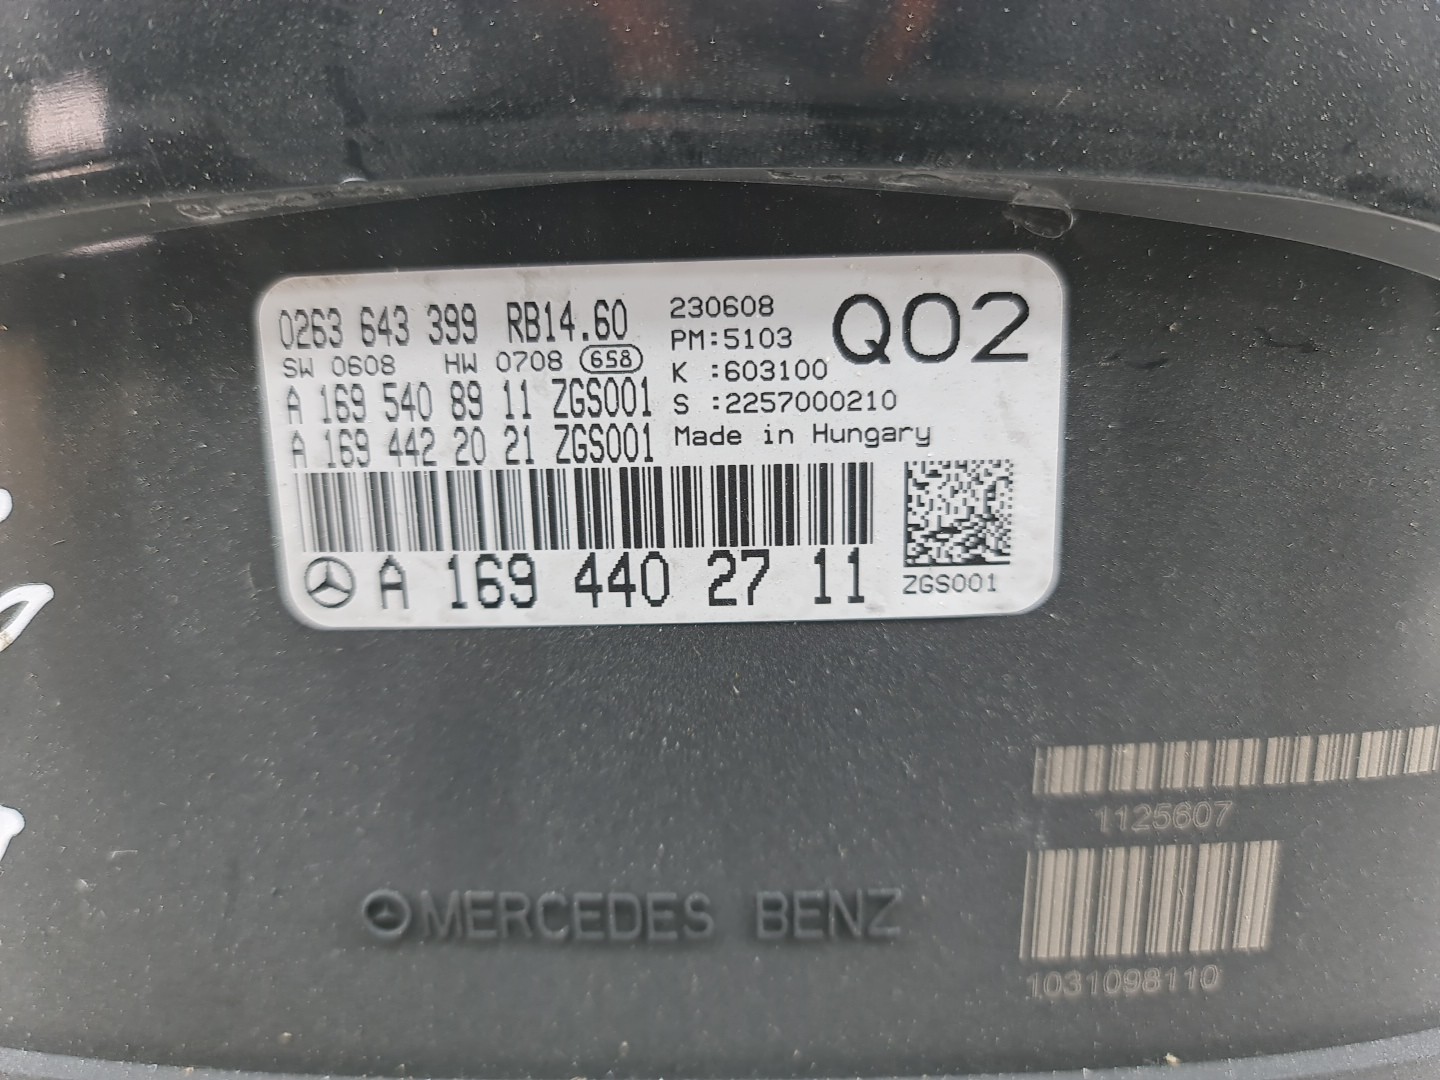 0263 643 399 RB14.60
SW 0608 HW 0708 658
A 169 540 89 11 ZGS001
A 169 442 20 21 ZGS001
230608
PM:5103
K :603100
S :2257000210
Made in Hungary
Q02
A 169 440 27 11
ZGS001
1125607
1031098110
MERCEDES BENZ